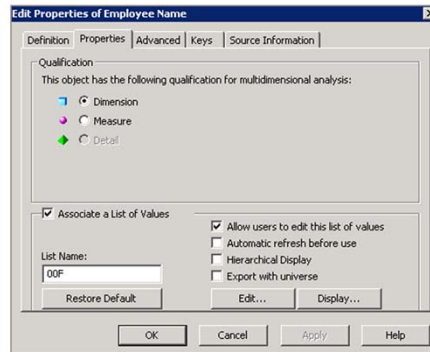 Edit Properties of Employee Name
Definition Properties Advanced Keys Source Information
Qualification
This object has the following qualification for multidimensional analysis:
Dimension
Measure
Detail
Associate a List of Values
Allow users to edit this list of values
Automatic refresh before use
Hierarchical Display
Export with universe
List Name:
00F
Restore Default Edit... Display...
OK Cancel Apply Help